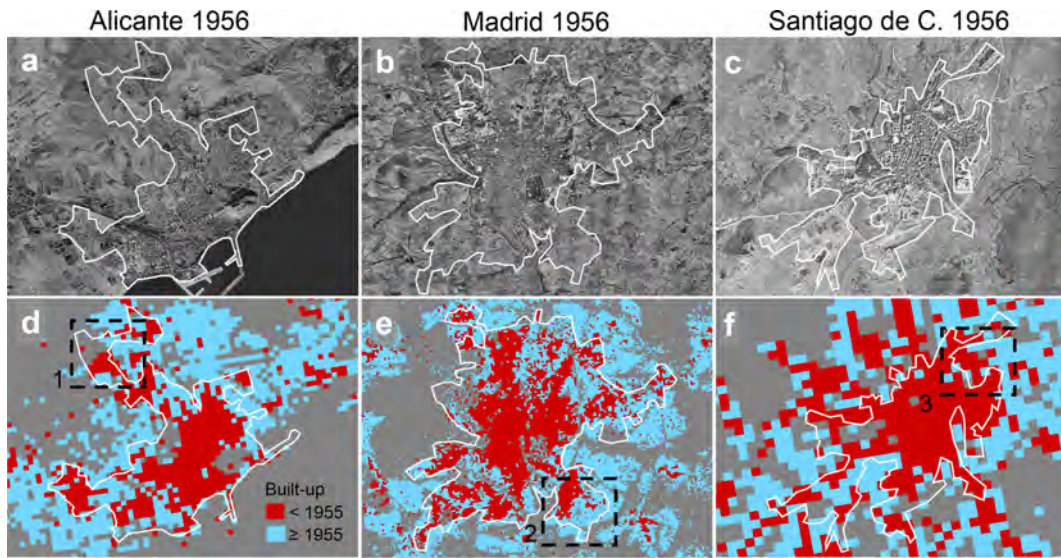 Alicante 1956
Madrid 1956
Santiago de C. 1956
a
b
c
d
e
f
1
2
3
Built-up
< 1955
≥ 1955